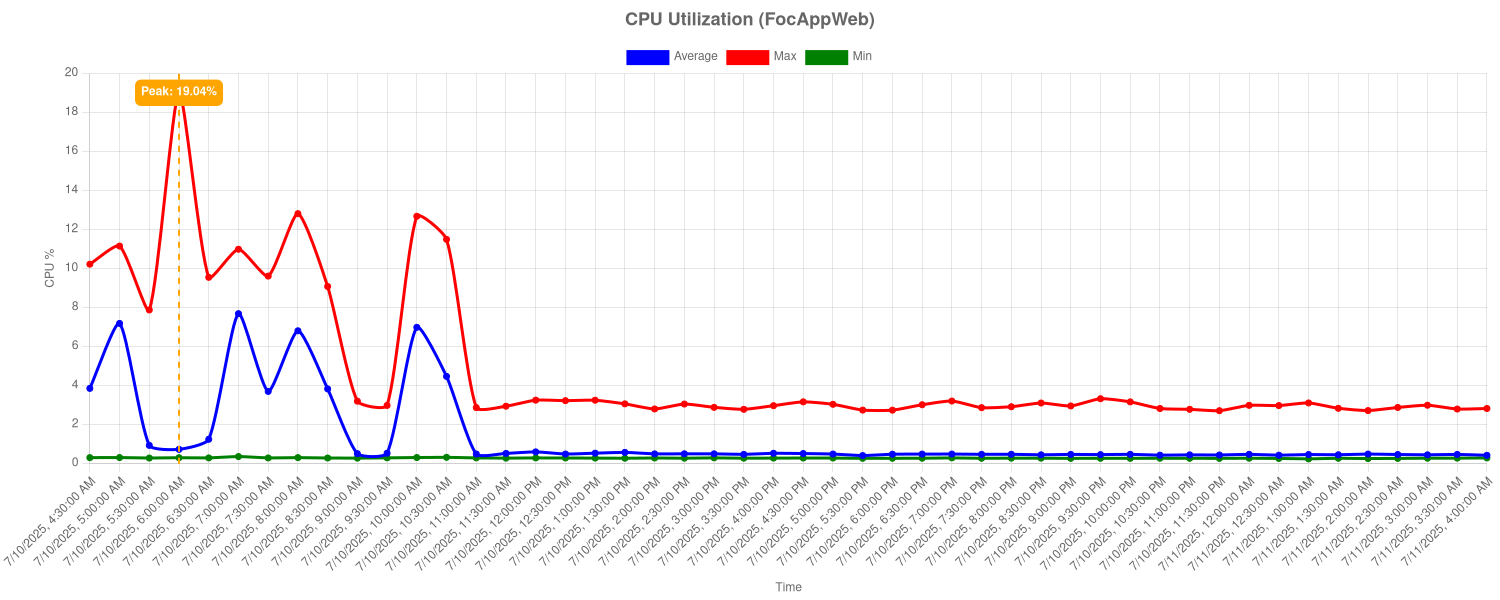 CPU Utilization (FocAppWeb)
Average Max Min
Peak: 19.04%
CPU %
20
18
16
14
12
10
8
6
4
2
0
7/10/2025, 4:30:00 AM
7/10/2025, 5:00:00 AM
7/10/2025, 5:30:00 AM
7/10/2025, 6:00:00 AM
7/10/2025, 6:30:00 AM
7/10/2025, 7:00:00 AM
7/10/2025, 7:30:00 AM
7/10/2025, 8:00:00 AM
7/10/2025, 8:30:00 AM
7/10/2025, 9:00:00 AM
7/10/2025, 9:30:00 AM
7/10/2025, 10:00:00 AM
7/10/2025, 10:30:00 AM
7/10/2025, 11:00:00 AM
7/10/2025, 11:30:00 AM
7/10/2025, 12:00:00 PM
7/10/2025, 12:30:00 PM
7/10/2025, 1:00:00 PM
7/10/2025, 1:30:00 PM
7/10/2025, 2:00:00 PM
7/10/2025, 2:30:00 PM
7/10/2025, 3:00:00 PM
7/10/2025, 3:30:00 PM
7/10/2025, 4:00:00 PM
7/10/2025, 4:30:00 PM
7/10/2025, 5:00:00 PM
7/10/2025, 5:30:00 PM
7/10/2025, 6:00:00 PM
7/10/2025, 6:30:00 PM
7/10/2025, 7:00:00 PM
7/10/2025, 7:30:00 PM
7/10/2025, 8:00:00 PM
7/10/2025, 8:30:00 PM
7/10/2025, 9:00:00 PM
7/10/2025, 9:30:00 PM
7/10/2025, 10:00:00 PM
7/10/2025, 10:30:00 PM
7/10/2025, 11:00:00 PM
7/10/2025, 11:30:00 PM
7/11/2025, 12:00:00 AM
7/11/2025, 12:30:00 AM
7/11/2025, 1:00:00 AM
7/11/2025, 1:30:00 AM
7/11/2025, 2:00:00 AM
7/11/2025, 2:30:00 AM
7/11/2025, 3:00:00 AM
7/11/2025, 3:30:00 AM
7/11/2025, 4:00:00 AM
Time